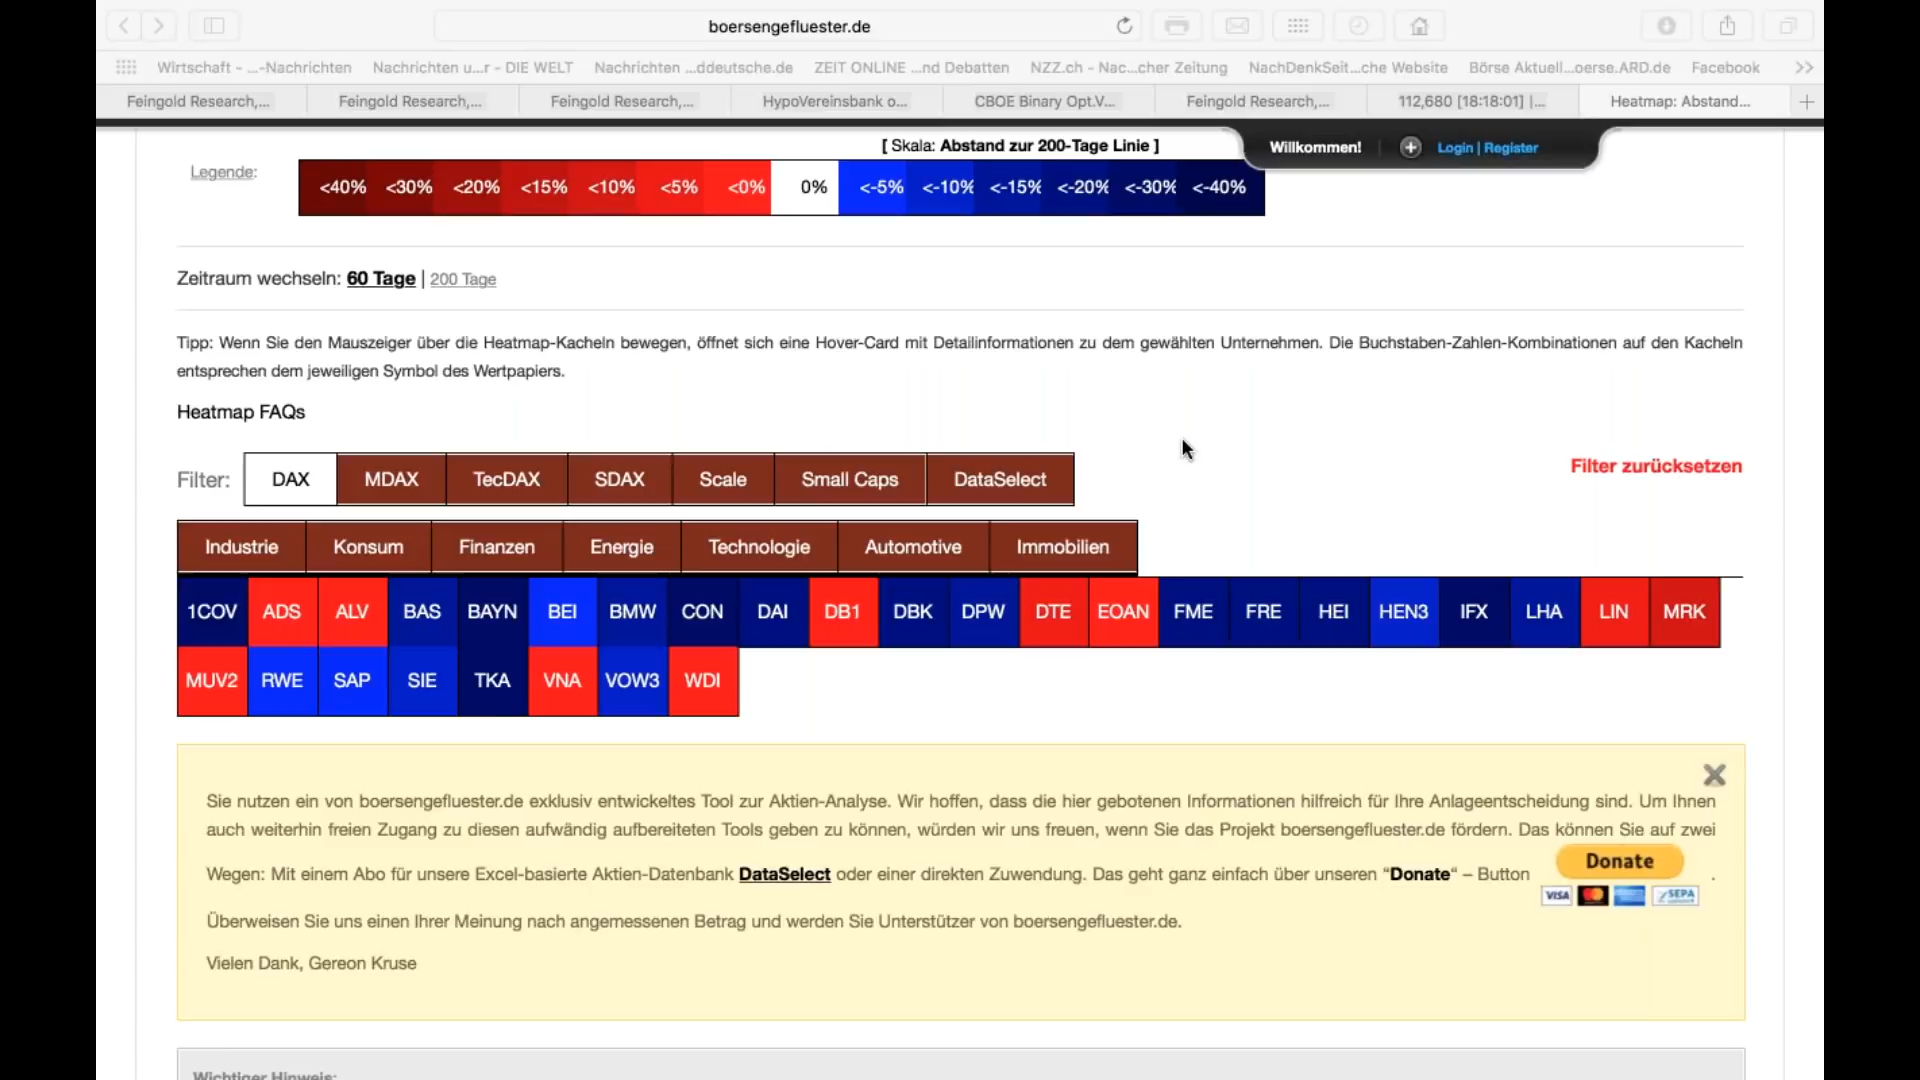 boersengefluester.de
Wirtschaft - ...-Nachrichten Nachrichten u...r - DIE WELT Nachrichten ...ddeutsche.de ZEIT ONLINE ...nd Debatten NZZ.ch - Nac...cher Zeitung NachDenkSeit...che Website Börse Aktuell...oerse.ARD.de Facebook >>
Feingold Research,... Feingold Research,... Feingold Research,... HypoVereinsbank o... CBOE Binary Opt.V... Feingold Research,... 112,680 [18:18:01] |... Heatmap: Abstand... +
[ Skala: Abstand zur 200-Tage Linie ]
Willkommen! | + Login | Register
Legende:
<40% <30% <20% <15% <10% <5% <0% 0% <-5% <-10% <-15% <-20% <-30% <-40%
Zeitraum wechseln: 60 Tage | 200 Tage
Tipp: Wenn Sie den Mauszeiger über die Heatmap-Kacheln bewegen, öffnet sich eine Hover-Card mit Detailinformationen zu dem gewählten Unternehmen. Die Buchstaben-Zahlen-Kombinationen auf den Kacheln
entsprechen dem jeweiligen Symbol des Wertpapiers.
Heatmap FAQs
Filter: DAX MDAX TecDAX SDAX Scale Small Caps DataSelect
Filter zurücksetzen
Industrie Konsum Finanzen Energie Technologie Automotive Immobilien
1COV ADS ALV BAS BAYN BEI BMW CON DAI DB1 DBK DPW DTE EOAN FME FRE HEI HEN3 IFX LHA LIN MRK
MUV2 RWE SAP SIE TKA VNA VOW3 WDI
Sie nutzen ein von boersengefluester.de exklusiv entwickeltes Tool zur Aktien-Analyse. Wir hoffen, dass die hier gebotenen Informationen hilfreich für Ihre Anlageentscheidung sind. Um Ihnen
auch weiterhin freien Zugang zu diesen aufwändig aufbereiteten Tools geben zu können, würden wir uns freuen, wenn Sie das Projekt boersengefluester.de fördern. Das können Sie auf zwei
Wegen: Mit einem Abo für unsere Excel-basierte Aktien-Datenbank DataSelect oder einer direkten Zuwendung. Das geht ganz einfach über unseren “Donate“ – Button Donate .
VISA SEPA
Überweisen Sie uns einen Ihrer Meinung nach angemessenen Betrag und werden Sie Unterstützer von boersengefluester.de.
Vielen Dank, Gereon Kruse
Wichtiger Hinweis: